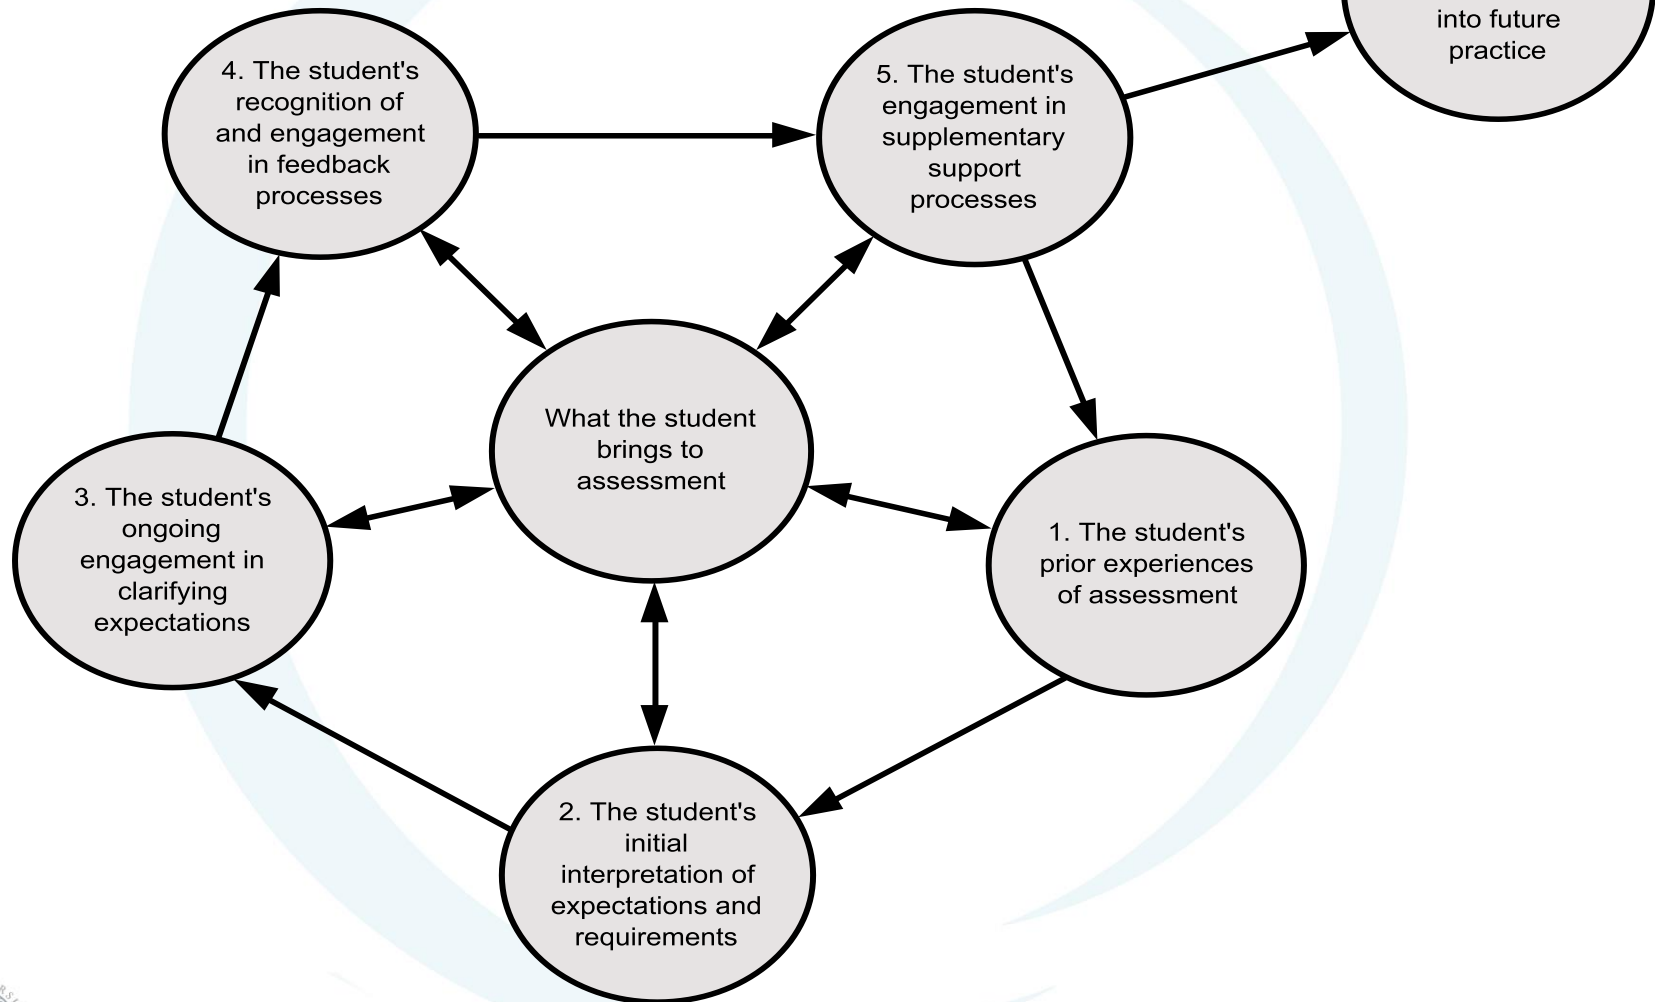 into future
practice
4. The student's
recognition of
and engagement
in feedback
processes
5. The student's
engagement in
supplementary
support
processes
What the student
brings to
assessment
3. The student's
ongoing
engagement in
clarifying
expectations
1. The student's
prior experiences
of assessment
2. The student's
initial
interpretation of
expectations and
requirements